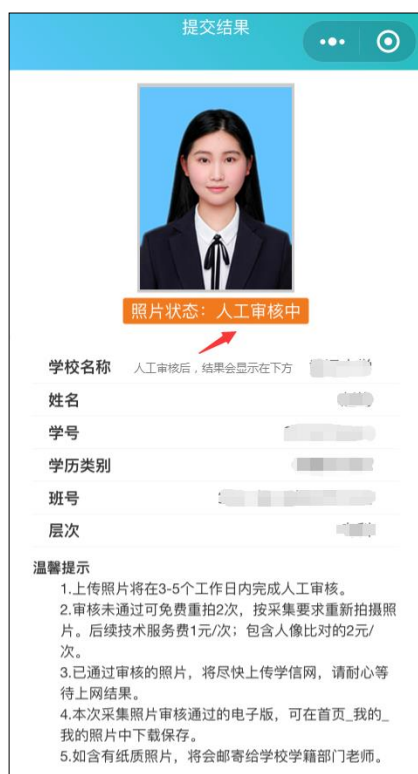 提交结果
照片状态：人工审核中
学校名称 人工审核后，结果会显示在下方
姓名
学号
学历类别
班号
层次
温馨提示
1.上传照片将在3-5个工作日内完成人工审核。
2.审核未通过可免费重拍2次，按采集要求重新拍摄照
片。后续技术服务费1元/次；包含人像比对的2元/
次。
3.已通过审核的照片，将尽快上传学信网，请耐心等
待上网结果。
4.本次采集照片审核通过的电子版，可在首页_我的_
我的照片中下载保存。
5.如含有纸质照片，将会邮寄给学校学籍部门老师。